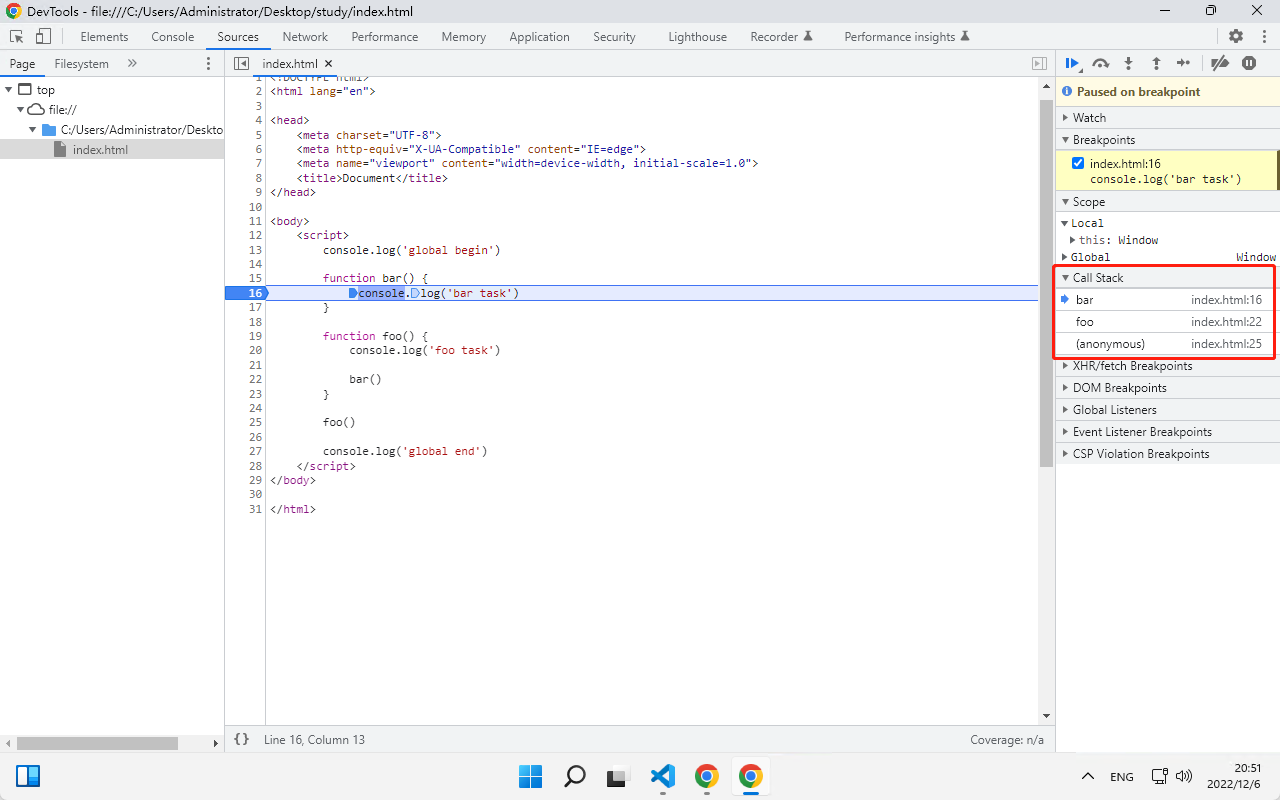 DevTools - file:///C:/Users/Administrator/Desktop/study/index.html
Elements Console Sources Network Performance Memory Application Security Lighthouse Recorder Performance insights
Page Filesystem
top
file://
C:/Users/Administrator/Deskto
index.html
index.html
1 <!DOCTYPE html>
2 <html lang="en">
3
4 <head>
5 <meta charset="UTF-8">
6 <meta http-equiv="X-UA-Compatible" content="IE=edge">
7 <meta name="viewport" content="width=device-width, initial-scale=1.0">
8 <title>Document</title>
9 </head>
10
11 <body>
12 <script>
13 console.log('global begin')
14
15 function bar() {
16 console.log('bar task')
17 }
18
19 function foo() {
20 console.log('foo task')
21
22 bar()
23 }
24
25 foo()
26
27 console.log('global end')
28 </script>
29 </body>
30
31 </html>
{} Line 16, Column 13
Coverage: n/a
Paused on breakpoint
Watch
Breakpoints
index.html:16
console.log('bar task')
Scope
Local
this: Window
Global Window
Call Stack
bar index.html:16
foo index.html:22
(anonymous) index.html:25
XHR/fetch Breakpoints
DOM Breakpoints
Global Listeners
Event Listener Breakpoints
CSP Violation Breakpoints
ENG
20:51
2022/12/6